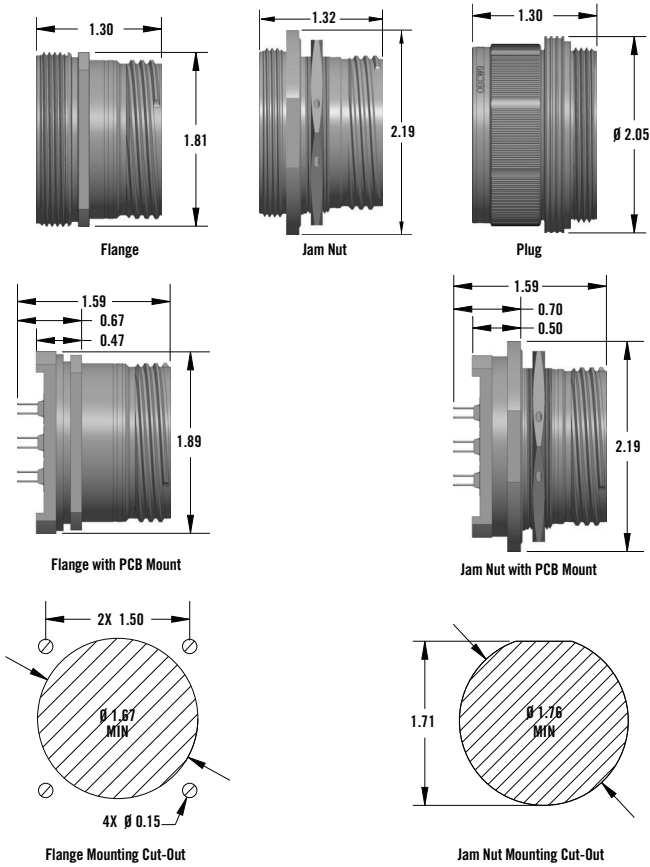 1.30
1.32
1.30
1.81
2.19
Ø 2.05
Flange
Jam Nut
Plug
1.59
0.67
0.47
1.89
1.59
0.70
0.50
2.19
Flange with PCB Mount
Jam Nut with PCB Mount
2X 1.50
Ø 1.67
MIN
4X Ø 0.15
1.71
Ø 1.76
MIN
Flange Mounting Cut-Out
Jam Nut Mounting Cut-Out